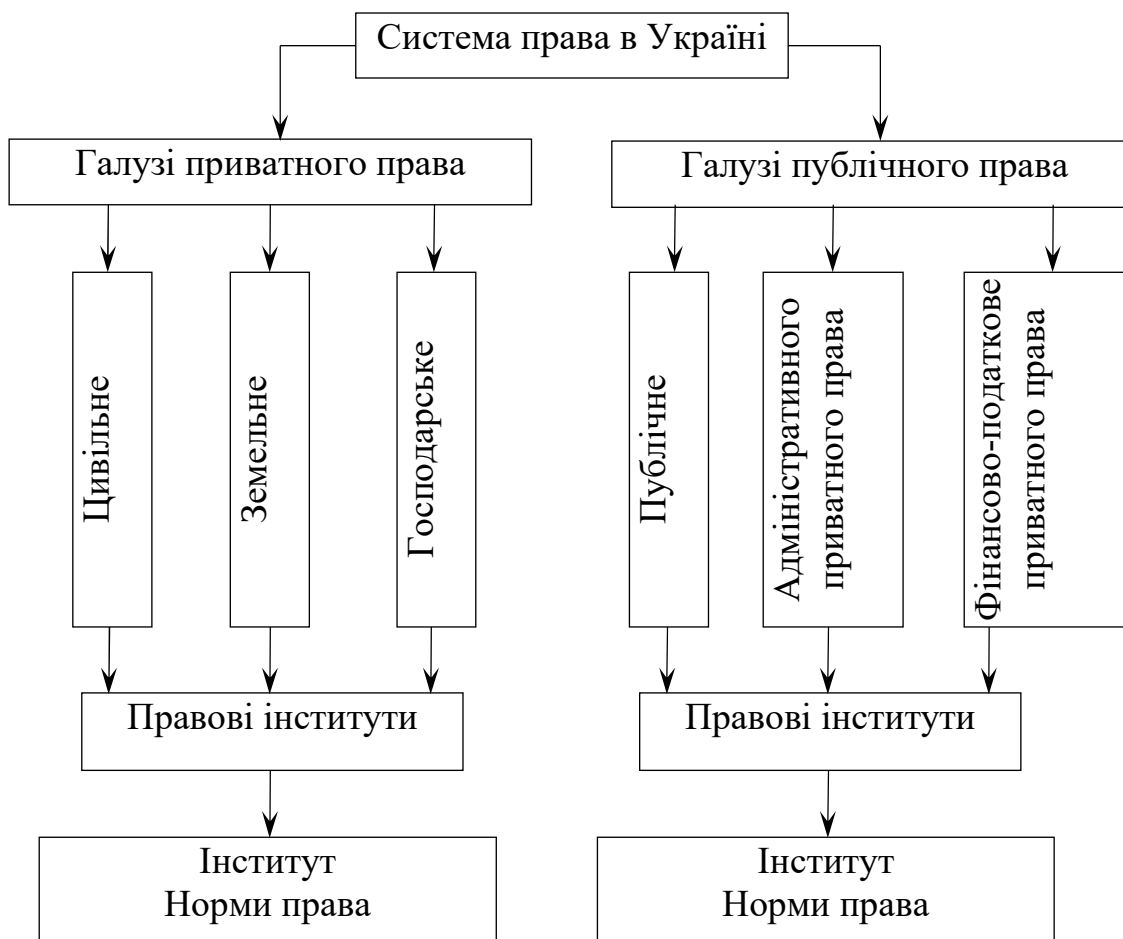 Система права в Україні
Галузі приватного права
Галузі публічного права
Цивільне
Земельне
Господарське
Публічне
Адміністративного
приватного права
Фінансово-податкове
приватного права
Правові інститути
Правові інститути
Інститут
Норми права
Інститут
Норми права